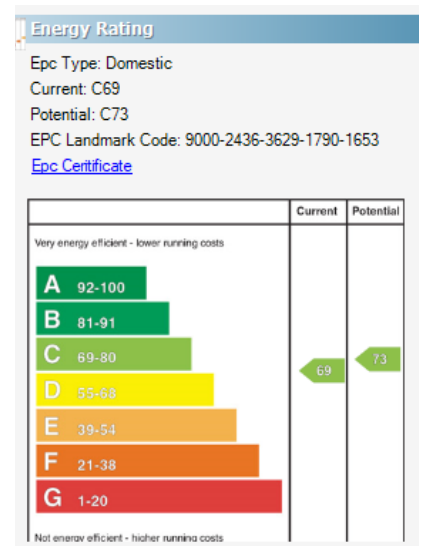 Energy Rating
Epc Type: Domestic
Current: C69
Potential: C73
EPC Landmark Code: 9000-2436-3629-1790-1653
Epc Ceritificate
Current Potential
Very energy efficient - lower running costs
A 92-100
B 81-91
C 69-80
69
73
D 55-68
E 39-54
F 21-38
G 1-20
Not energy efficient - higher running costs